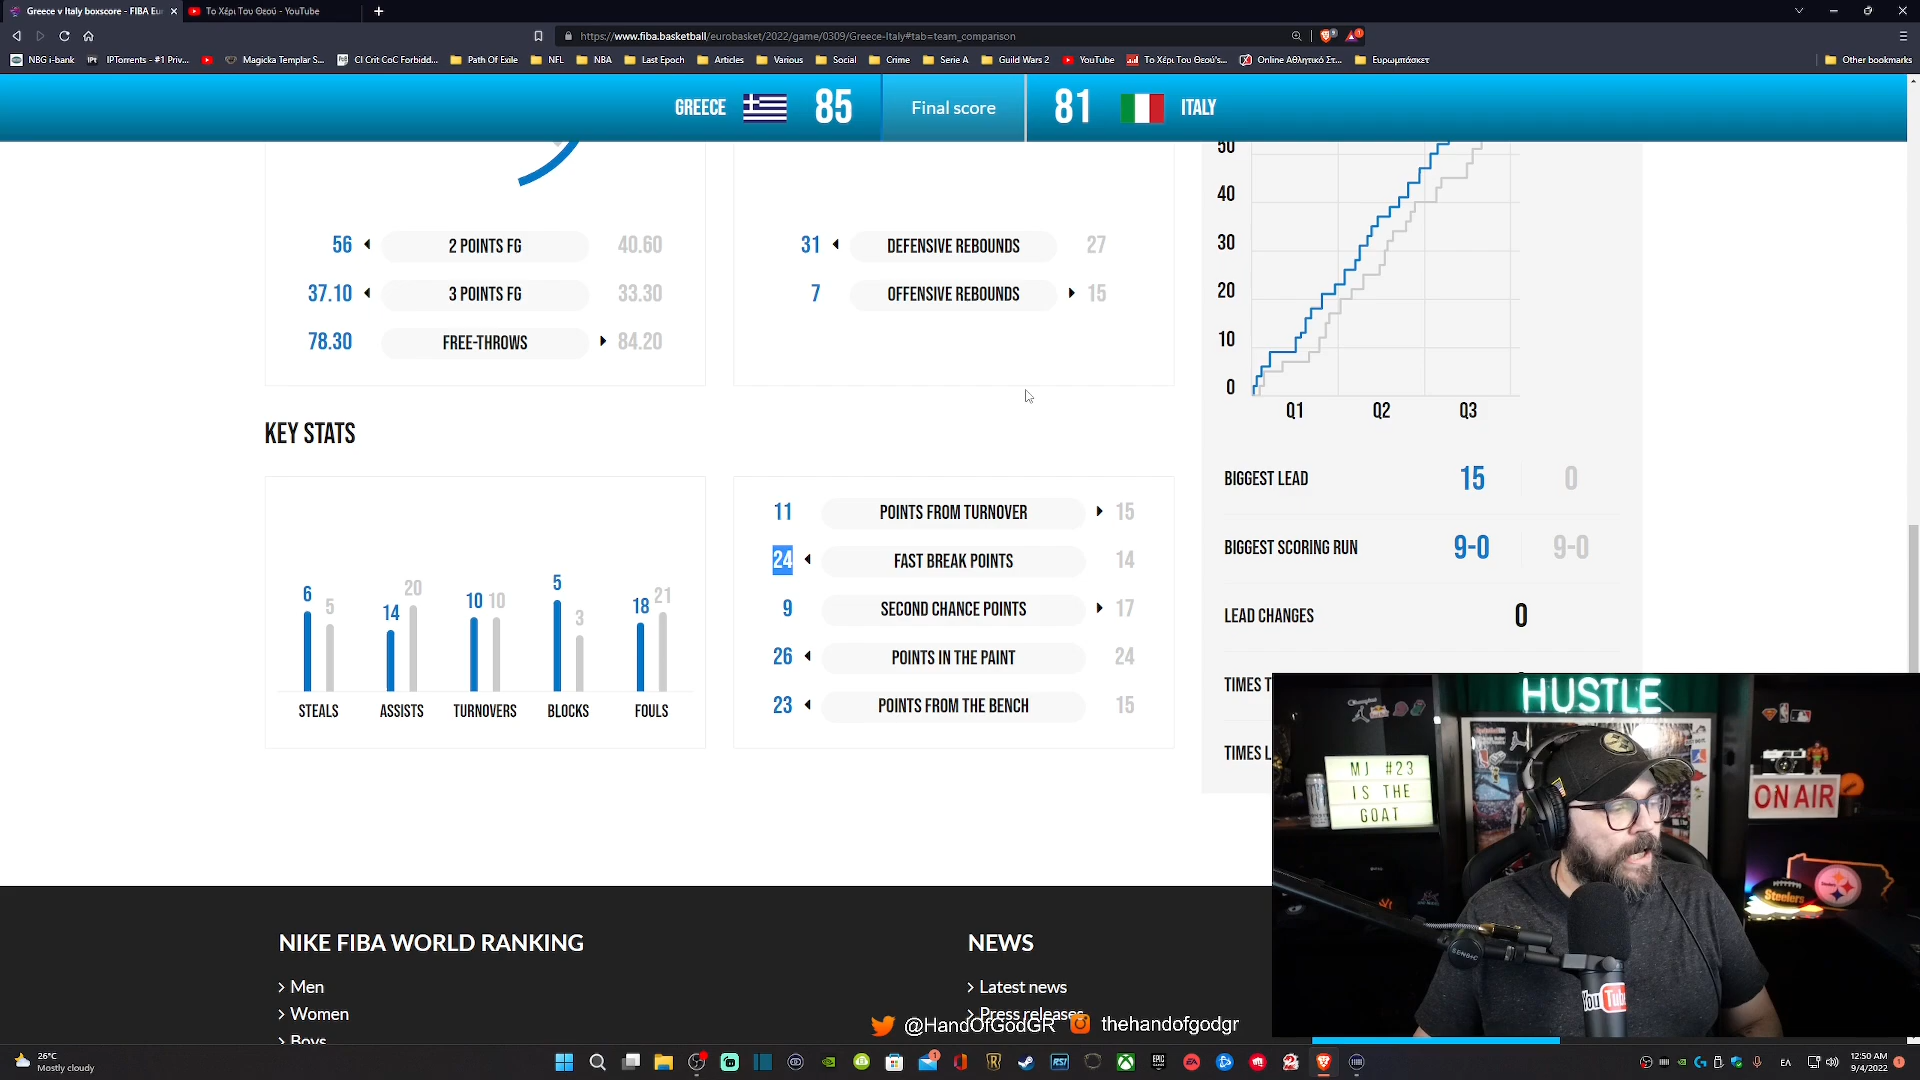 Greece v Italy boxscore - FIBA Eur
Το Χέρι Του Θεού - YouTube
https://www.fiba.basketball/eurobasket/2022/game/0309/Greece-Italy#tab=team_comparison
NBG i-bank
IPTorrents - #1 Priv...
Magicka Templar S...
CI Crit CoC Forbidd...
Path Of Exile
NFL
NBA
Last Epoch
Articles
Various
Social
Crime
Serie A
Guild Wars 2
YouTube
Το Χέρι Του Θεού's...
Online Αθλητικό Στ...
Ευρωμπάσκετ
Other bookmarks
GREECE 85 Final score 81 ITALY
56 2 POINTS FG 40.60
37.10 3 POINTS FG 33.30
78.30 FREE-THROWS 84.20
31 DEFENSIVE REBOUNDS 27
7 OFFENSIVE REBOUNDS 15
50
40
30
20
10
0
Q1 Q2 Q3
KEY STATS
6 5 14 20 10 10 5 3 18 21
STEALS ASSISTS TURNOVERS BLOCKS FOULS
11 POINTS FROM TURNOVER 15
24 FAST BREAK POINTS 14
9 SECOND CHANCE POINTS 17
26 POINTS IN THE PAINT 24
23 POINTS FROM THE BENCH 15
BIGGEST LEAD 15 0
BIGGEST SCORING RUN 9-0 9-0
LEAD CHANGES 0
TIMES T
TIMES L
HUSTLE
MJ #23
IS THE
GOAT
ON AIR
Steelers
Steelers
YouTube
NIKE FIBA WORLD RANKING
> Men
> Women
> Boys
NEWS
> Latest news
> Press releases
@HandOfGodGR
thehandofgodgr
26°C
Mostly cloudy
ΕΛ
12:50 AM
9/4/2022